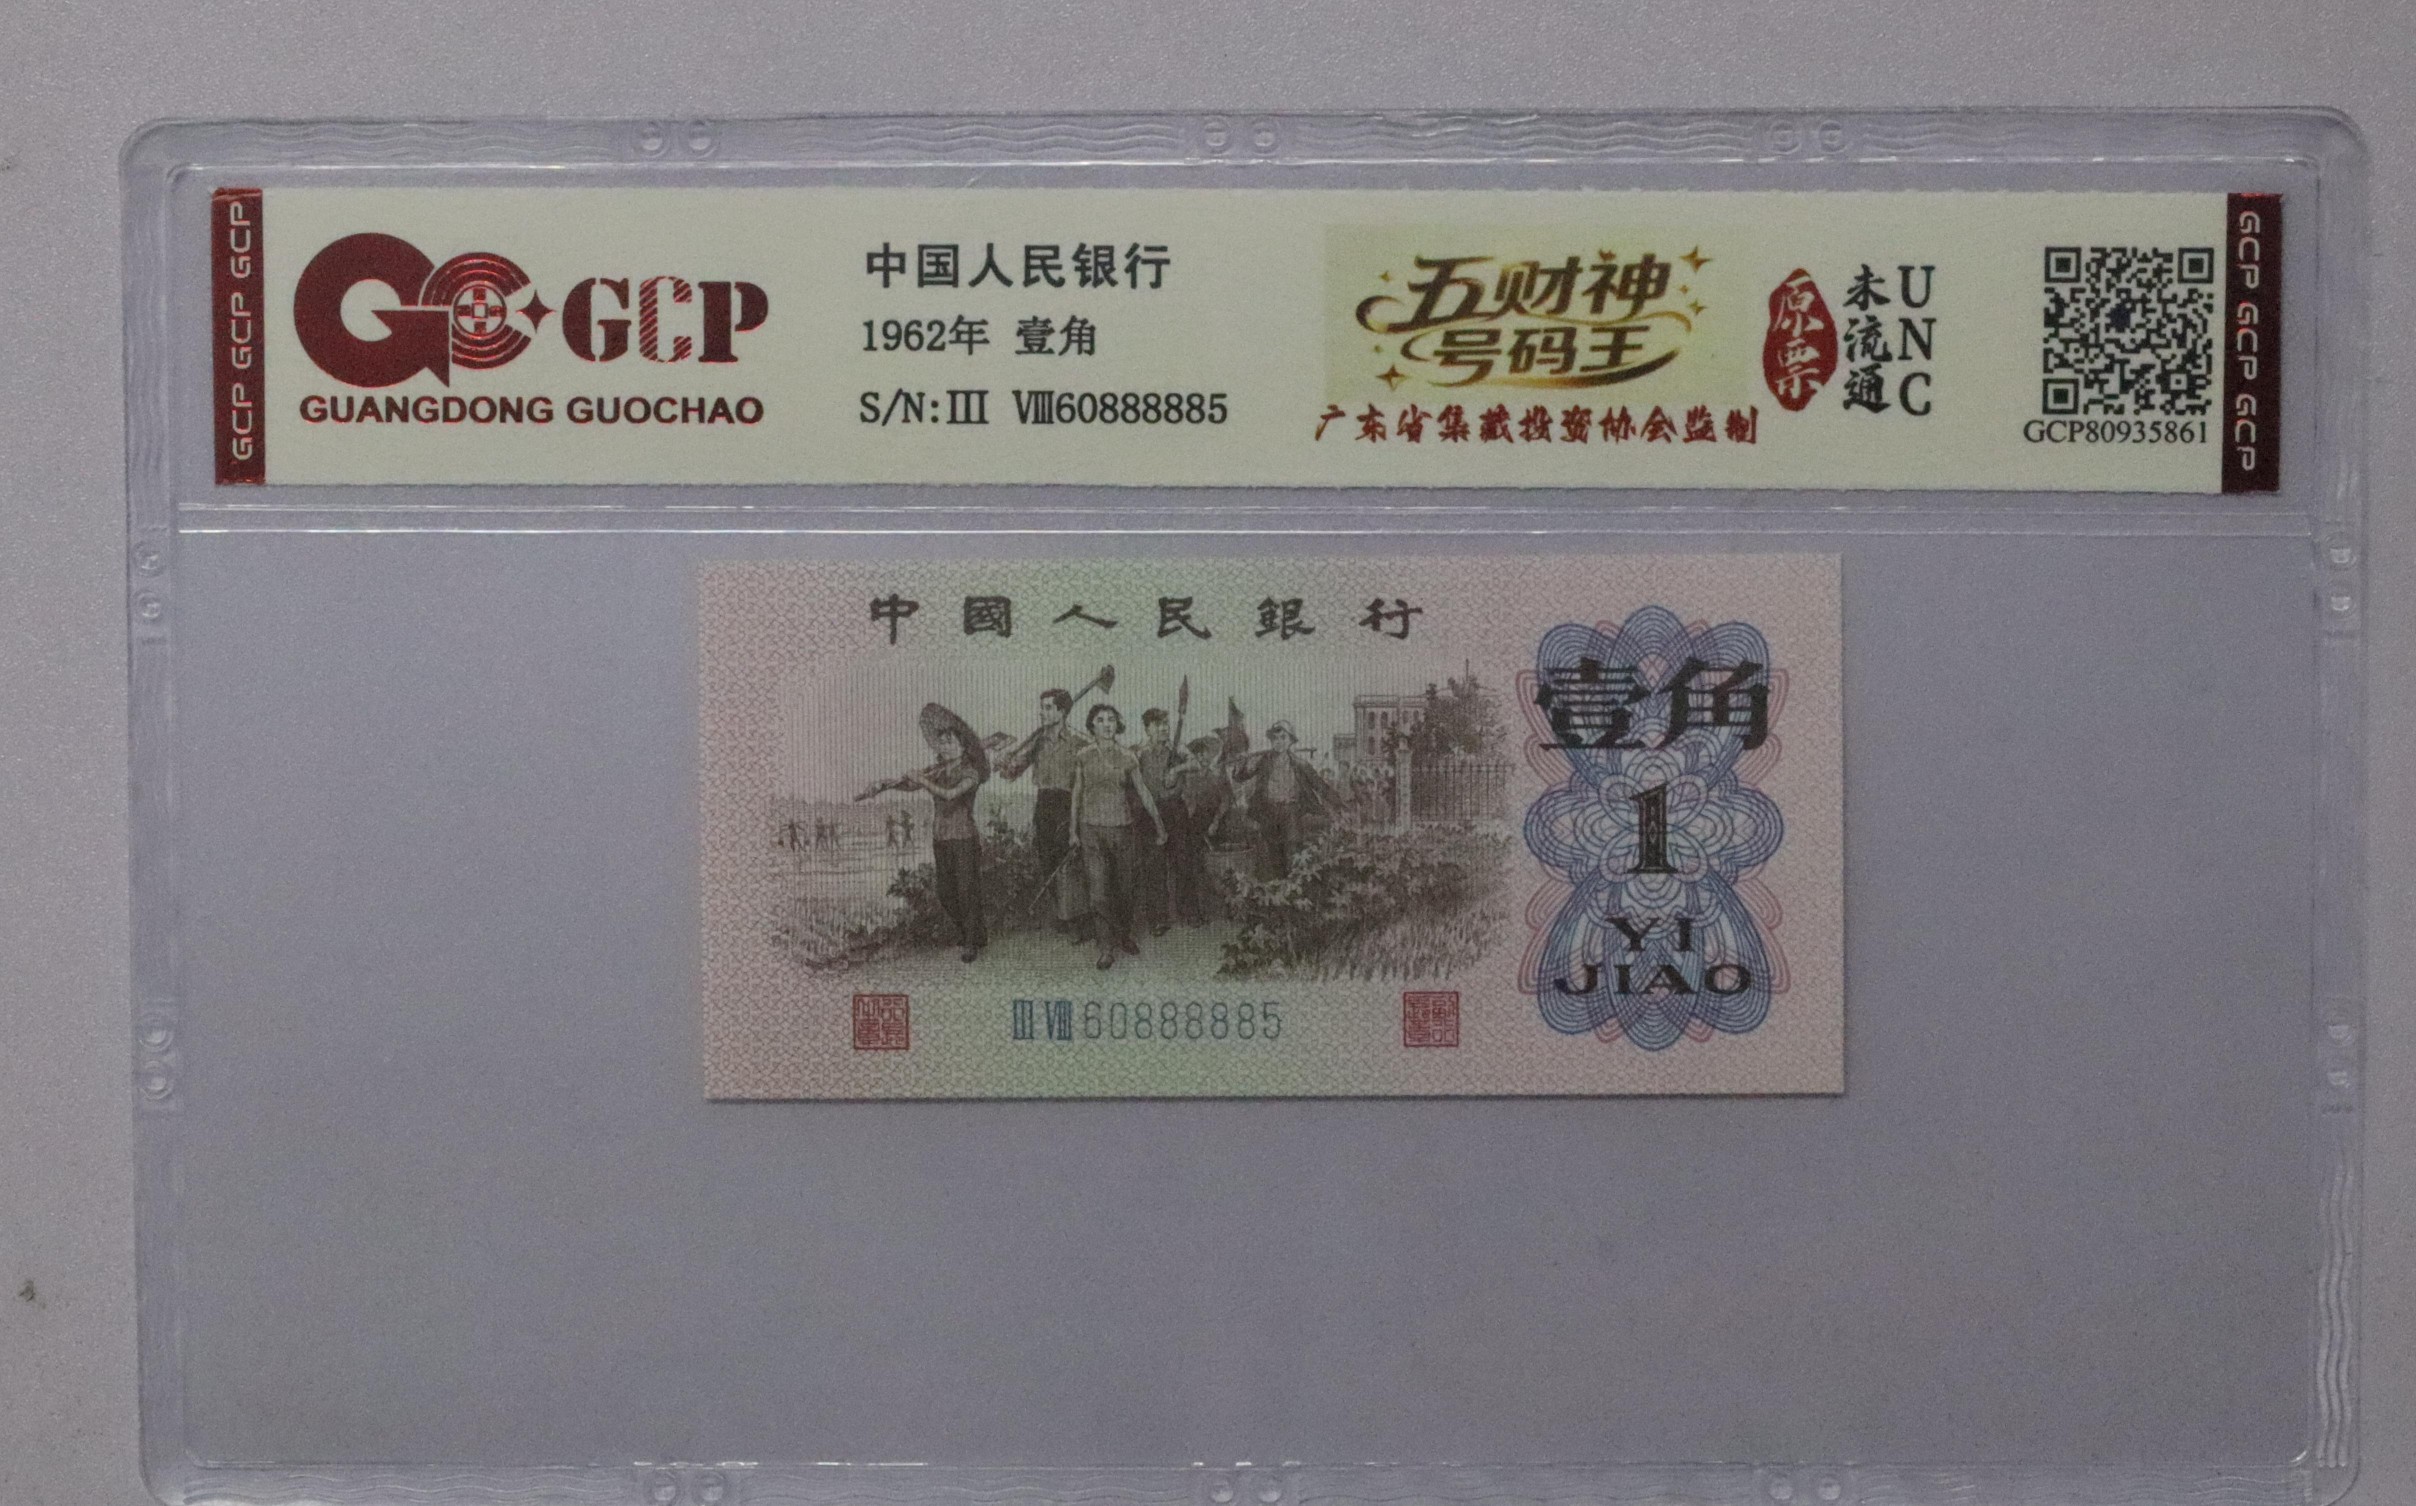 GCP GCP GCP
GCP
GUANGDONG GUOCHAO
中国人民银行
1962年 壹角
S/N:III VIII60888885
五财神
号码王
广东省集藏投资协会监制
原票
未流通
UNC
GCP80935861
GCP GCP GCP
中國人民銀行
壹角
1
YI
JIAO
III VIII 60888885